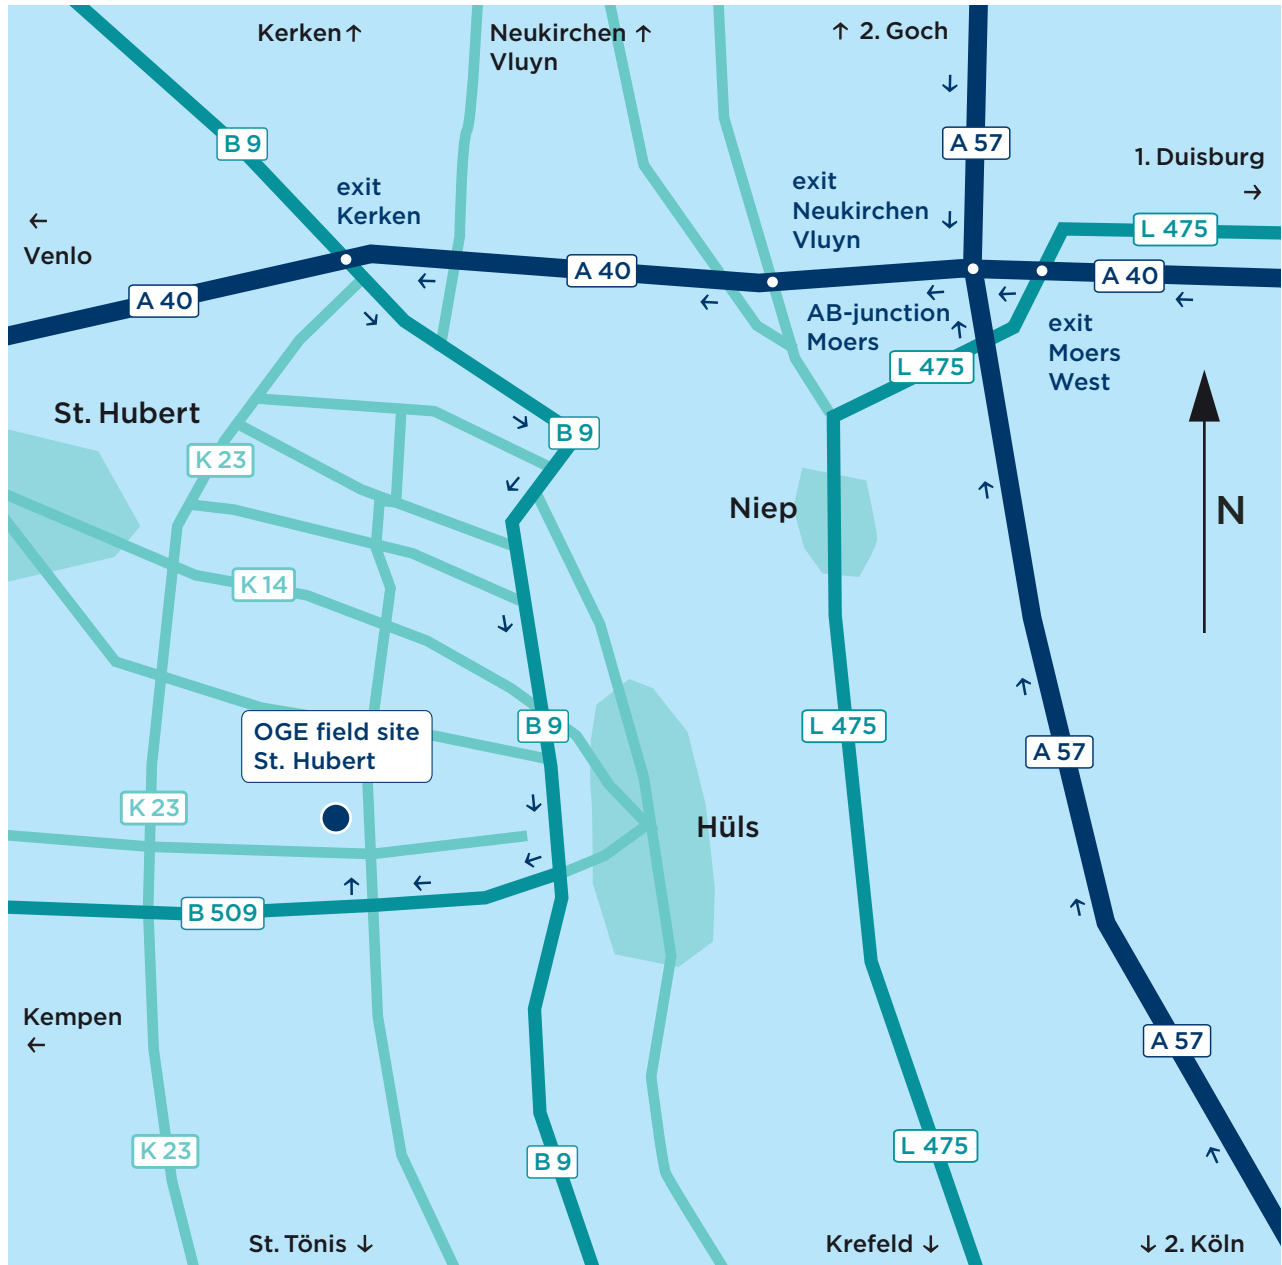 Kerken ↑
Neukirchen ↑
Vluyn
↑ 2. Goch
B 9
A 57
1. Duisburg
→
exit
Kerken
exit
Neukirchen
Vluyn
←
Venlo
L 475
A 40
A 40
A 40
AB-junction
Moers
exit
Moers
West
L 475
St. Hubert
B 9
K 23
Niep
N
K 14
OGE field site
St. Hubert
B 9
L 475
A 57
K 23
Hüls
B 509
Kempen
←
A 57
K 23
B 9
L 475
St. Tönis ↓
Krefeld ↓
↓ 2. Köln